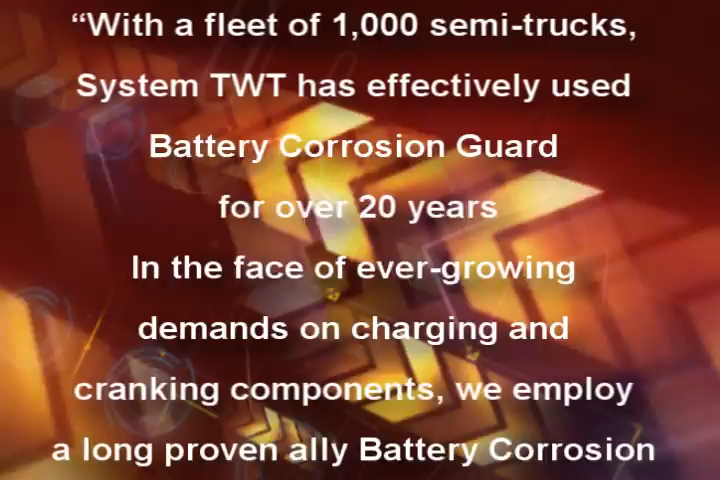 “With a fleet of 1,000 semi-trucks,
System TWT has effectively used
Battery Corrosion Guard
for over 20 years
In the face of ever-growing
demands on charging and
cranking components, we employ
a long proven ally Battery Corrosion